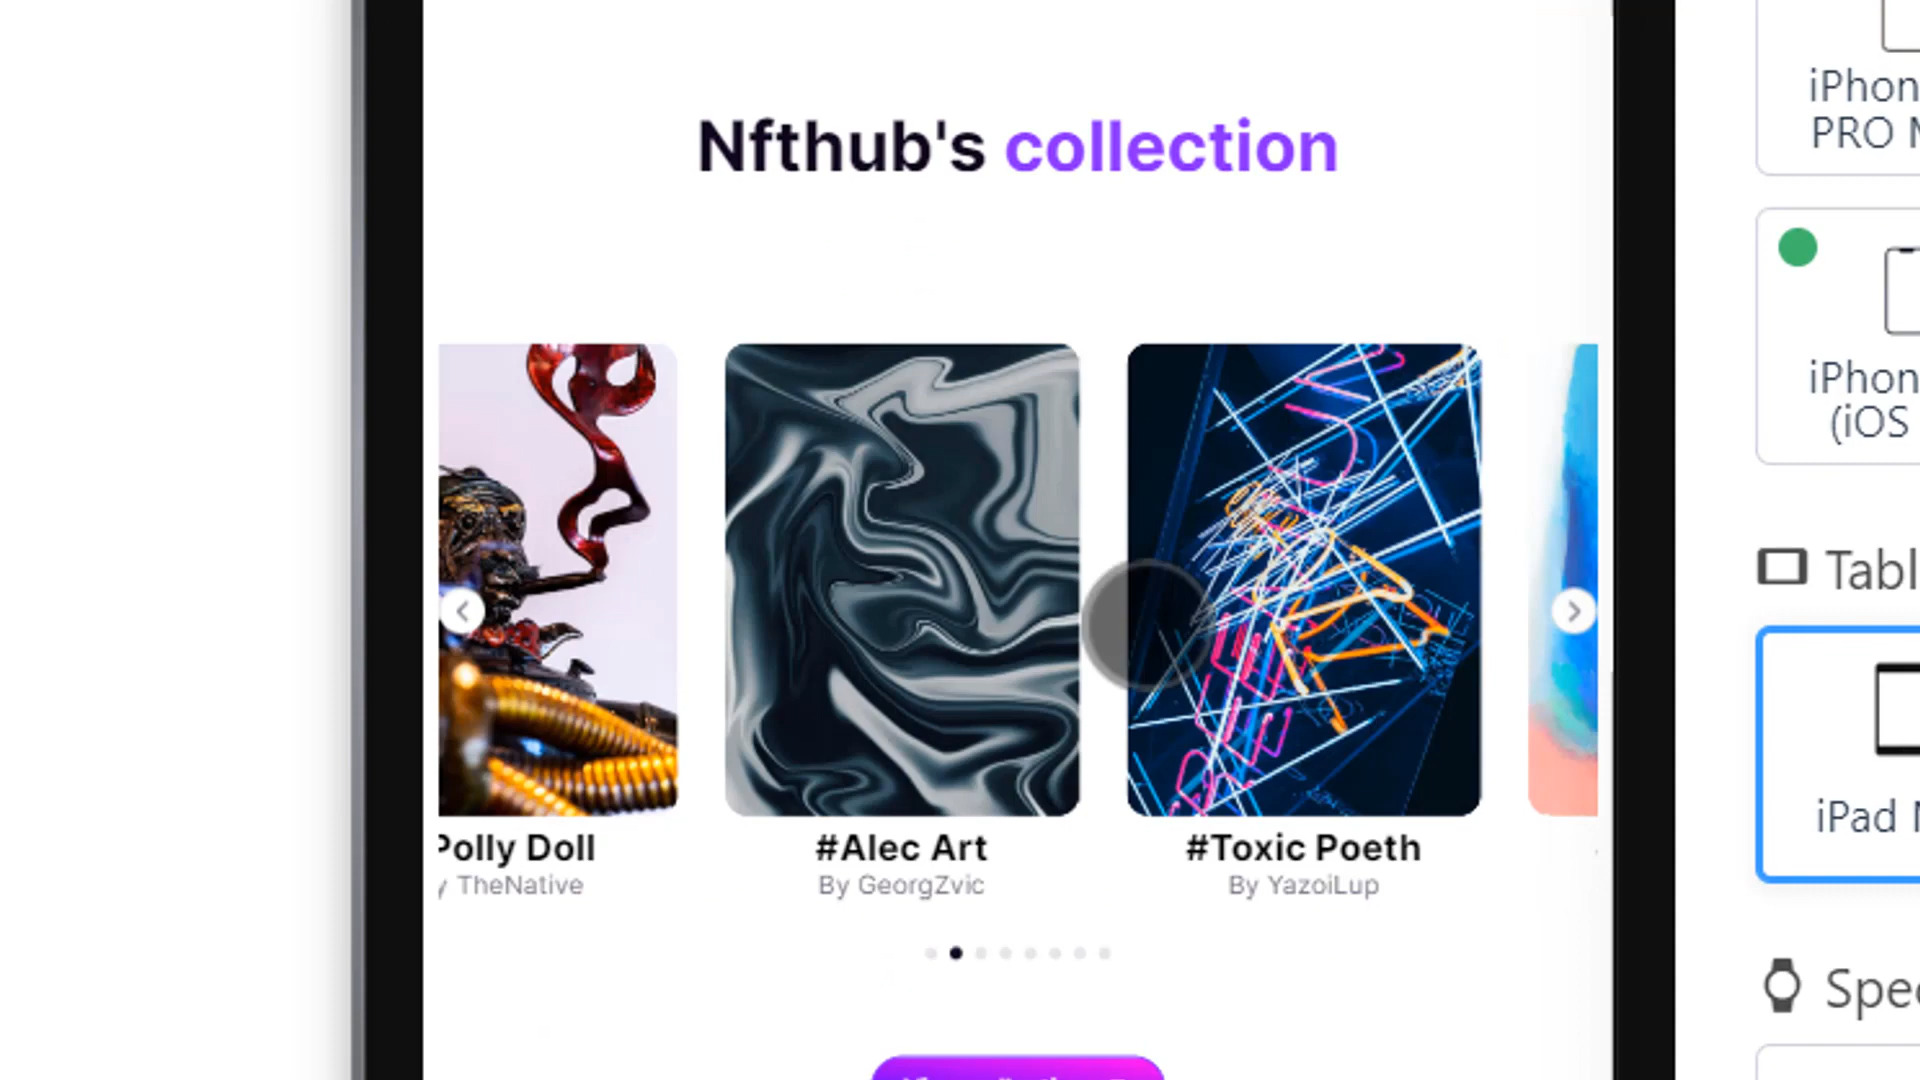 Nfthub's collection
Polly Doll
TheNative
#Alec Art
By GeorgZvic
#Toxic Poeth
By YazoiLup
iPhon
PRO
iPhon
(iOS
Tabl
iPad
Spec